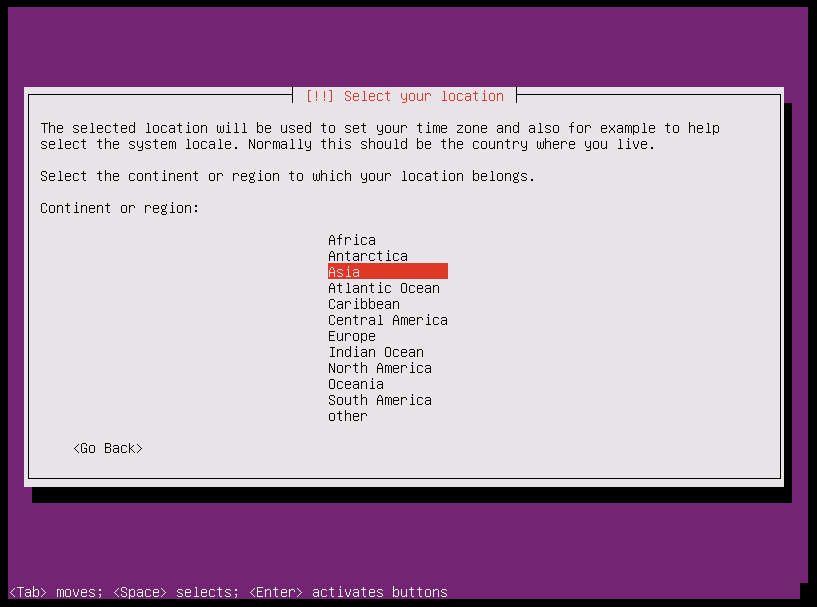 [!!] Select your location
The selected location will be used to set your time zone and also for example to help
select the system locale. Normally this should be the country where you live.
Select the continent or region to which your location belongs.
Continent or region:
Africa
Antarctica
Asia
Atlantic Ocean
Caribbean
Central America
Europe
Indian Ocean
North America
Oceania
South America
other
<Go Back>
<Tab> moves; <Space> selects; <Enter> activates buttons